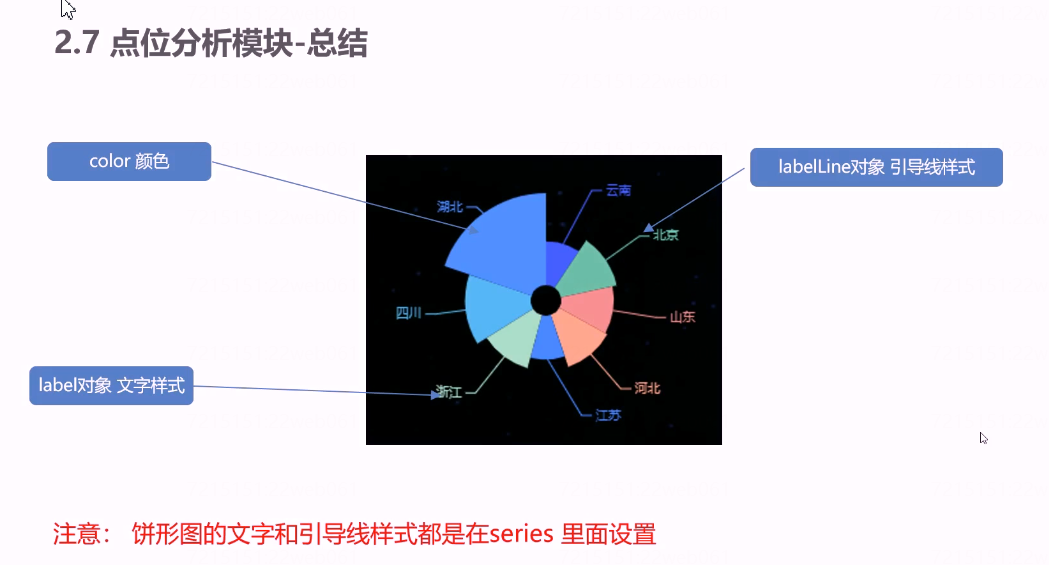 2.7 点位分析模块-总结
color 颜色
labelLine对象 引导线样式
云南
湖北
北京
四川
山东
label对象 文字样式
浙江
河北
江苏
注意： 饼形图的文字和引导线样式都是在series 里面设置